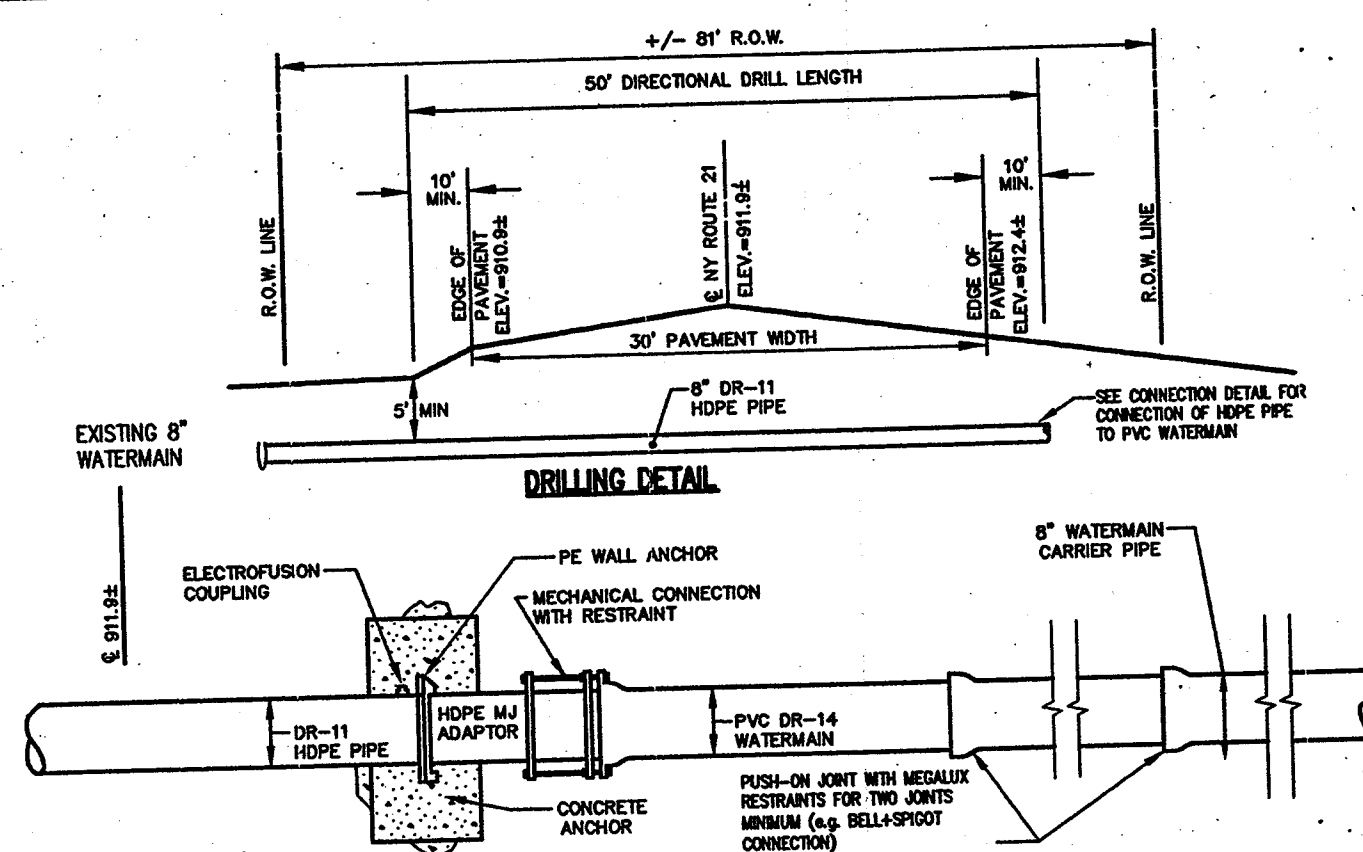 +/- 81' R.O.W.
50' DIRECTIONAL DRILL LENGTH
10'
MIN.
10'
MIN.
R.O.W. LINE
EDGE OF
PAVEMENT
ELEV.=910.9±
℄ NY ROUTE 21
ELEV.=911.9±
EDGE OF
PAVEMENT
ELEV.=912.4±
R.O.W. LINE
30' PAVEMENT WIDTH
5' MIN
8" DR-11
HDPE PIPE
SEE CONNECTION DETAIL FOR
CONNECTION OF HDPE PIPE
TO PVC WATERMAIN
EXISTING 8"
WATERMAIN
DRILLING DETAIL
℄ 911.9±
ELECTROFUSION
COUPLING
PE WALL ANCHOR
MECHANICAL CONNECTION
WITH RESTRAINT
8" WATERMAIN
CARRIER PIPE
DR-11
HDPE PIPE
HDPE MJ
ADAPTOR
PVC DR-14
WATERMAIN
CONCRETE
ANCHOR
PUSH-ON JOINT WITH MEGALUX
RESTRAINTS FOR TWO JOINTS
MINIMUM (e.g. BELL+SPIGOT
CONNECTION)